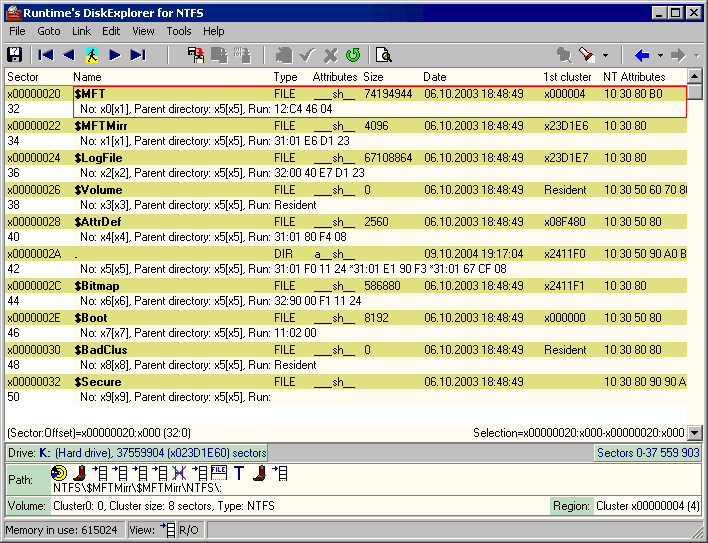 Runtime's DiskExplorer for NTFS
File Goto Link Edit View Tools Help
Sector Name Type Attributes Size Date 1st cluster NT Attributes
x00000020 $MFT FILE ___sh__ 74194944 06.10.2003 18:48:49 x000004 10 30 80 B0
32 No: x0[x1], Parent directory: x5[x5], Run: 12:C4 46 04
x00000022 $MFTMirr FILE ___sh__ 4096 06.10.2003 18:48:49 x23D1E6 10 30 80
34 No: x1[x1], Parent directory: x5[x5], Run: 31:01 E6 D1 23
x00000024 $LogFile FILE ___sh__ 67108864 06.10.2003 18:48:49 x23D1E7 10 30 80
36 No: x2[x2], Parent directory: x5[x5], Run: 32:00 40 E7 D1 23
x00000026 $Volume FILE ___sh__ 0 06.10.2003 18:48:49 Resident 10 30 50 60 70 80
38 No: x3[x3], Parent directory: x5[x5], Run: Resident
x00000028 $AttrDef FILE ___sh__ 2560 06.10.2003 18:48:49 x08F480 10 30 50 80
40 No: x4[x4], Parent directory: x5[x5], Run: 31:01 80 F4 08
x0000002A . DIR a__sh__ 09.10.2004 19:17:04 x2411F0 10 30 50 90 A0 B
42 No: x5[x5], Parent directory: x5[x5], Run: 31:01 F0 11 24 *31:01 E1 90 F3 *31:01 67 CF 08
x0000002C $Bitmap FILE ___sh__ 586880 06.10.2003 18:48:49 x2411F1 10 30 80
44 No: x6[x6], Parent directory: x5[x5], Run: 32:90 00 F1 11 24
x0000002E $Boot FILE ___sh__ 8192 06.10.2003 18:48:49 x000000 10 30 50 80
46 No: x7[x7], Parent directory: x5[x5], Run: 11:02 00
x00000030 $BadClus FILE ___sh__ 0 06.10.2003 18:48:49 Resident 10 30 80 80
48 No: x8[x8], Parent directory: x5[x5], Run: Resident
x00000032 $Secure FILE ___sh__ 06.10.2003 18:48:49 10 30 80 90 90 A
50 No: x9[x9], Parent directory: x5[x5], Run:
(Sector:Offset)=x00000020:x000 (32:0) Selection=x00000020:x000-x00000020:x000
Drive: K: (Hard drive), 37559904 (x023D1E60) sectors Sectors 0-37 559 903
Path: NTFS\$MFTMirr\$MFTMirr\NTFS\:
Volume: Cluster0: 0, Cluster size: 8 sectors, Type: NTFS Region: Cluster x00000004 (4)
Memory in use: 615024 View: R/O